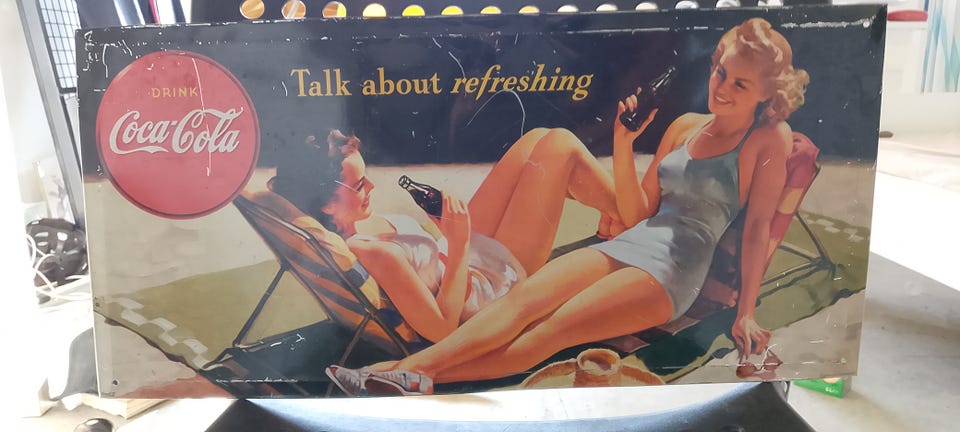 Talk about refreshing
DRINK
Coca-Cola